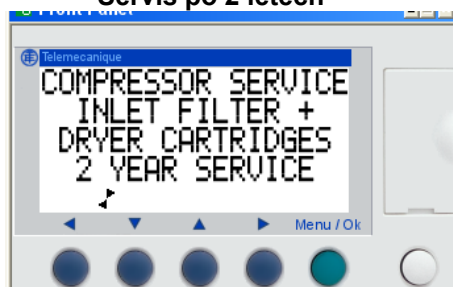 Servis po 2 letech
Front Panel
Telemecanique
COMPRESSOR SERVICE
INLET FILTER +
DRYER CARTRIDGES
2 YEAR SERVICE
Menu / Ok